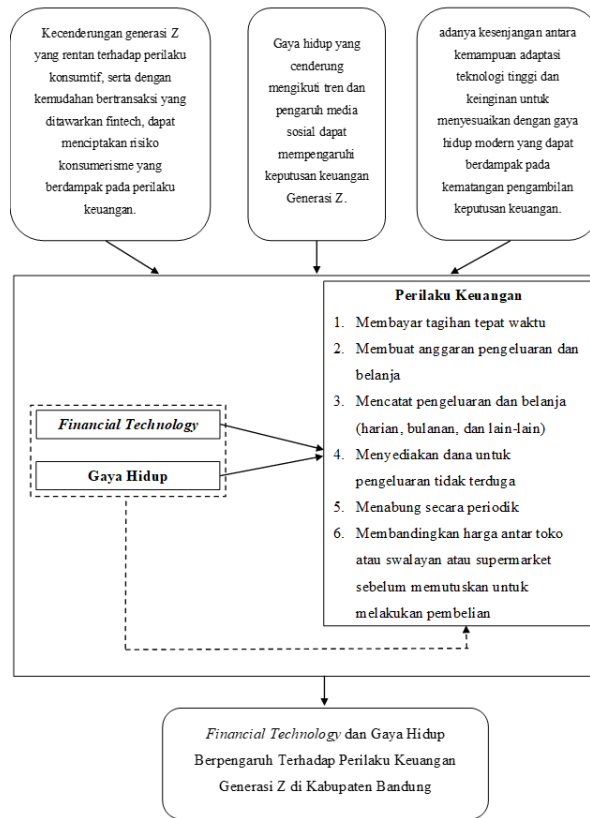 Kecenderungan generasi Z
yang rentan terhadap perilaku
konsumtif, serta dengan
kemudahan bertransaksi yang
ditawarkan fintech, dapat
menciptakan risiko
konsumerisme yang
berdampak pada perilaku
keuangan.
Gaya hidup yang
cenderung
mengikuti tren dan
pengaruh media
sosial dapat
mempengaruhi
keputusan keuangan
Generasi Z.
adanya kesenjangan antara
kemampuan adaptasi
teknologi tinggi dan
keinginan untuk
menyesuaikan dengan gaya
hidup modern yang dapat
berdampak pada
kematangan pengambilan
keputusan keuangan.
Financial Technology
Gaya Hidup
Perilaku Keuangan
1. Membayar tagihan tepat waktu
2. Membuat anggaran pengeluaran dan
belanja
3. Mencatat pengeluaran dan belanja
(harian, bulanan, dan lain-lain)
4. Menyediakan dana untuk
pengeluaran tidak terduga
5. Menabung secara periodik
6. Membandingkan harga antar toko
atau swalayan atau supermarket
sebelum memutuskan untuk
melakukan pembelian
Financial Technology dan Gaya Hidup
Berpengaruh Terhadap Perilaku Keuangan
Generasi Z di Kabupaten Bandung